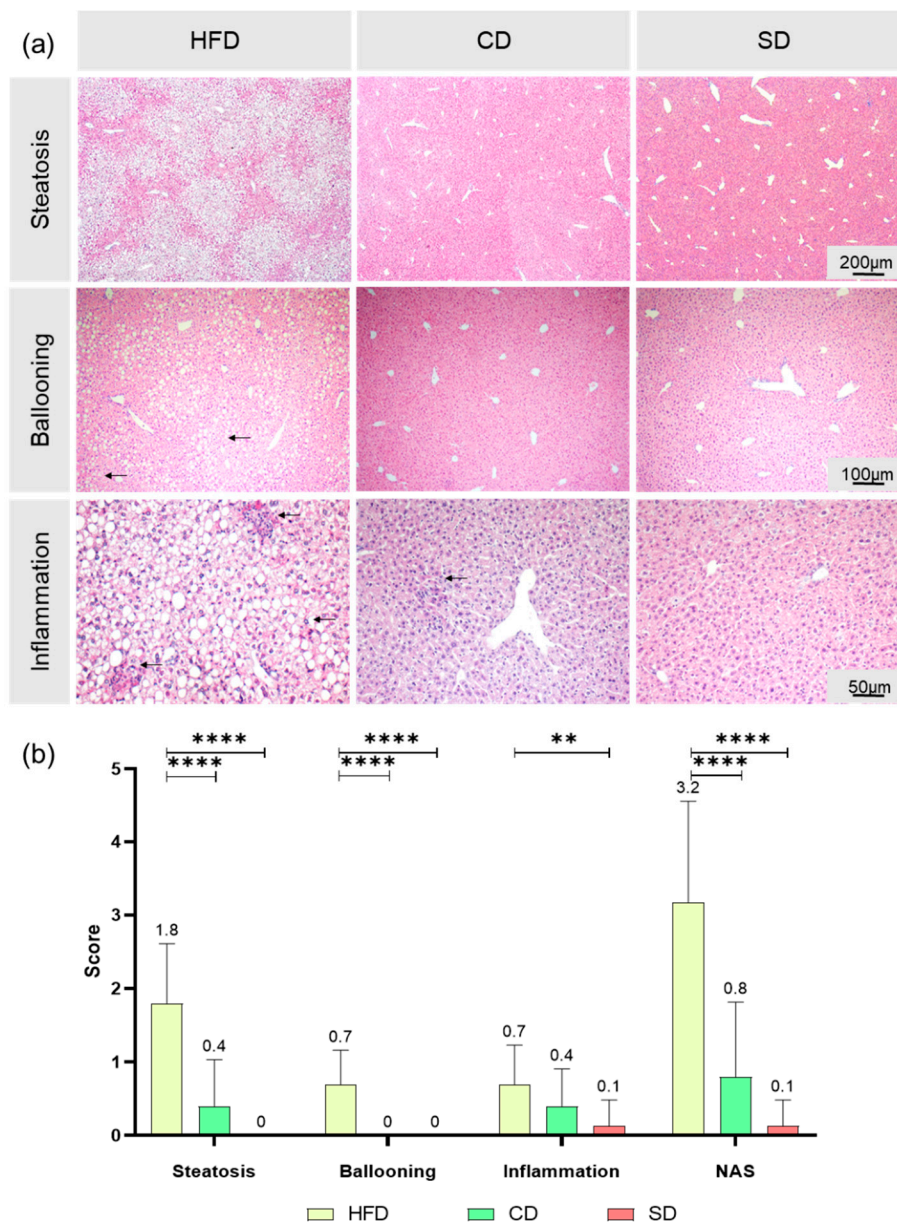 (a)
HFD
CD
SD
Steatosis
200µm
Ballooning
100µm
Inflammation
50µm
(b)
**** **** ** ****
**** **** ****
5
4
3
2
1
0
Score
1.8
0.4
0
0.7
0
0
0.7
0.4
0.1
3.2
0.8
0.1
Steatosis Ballooning Inflammation NAS
HFD CD SD